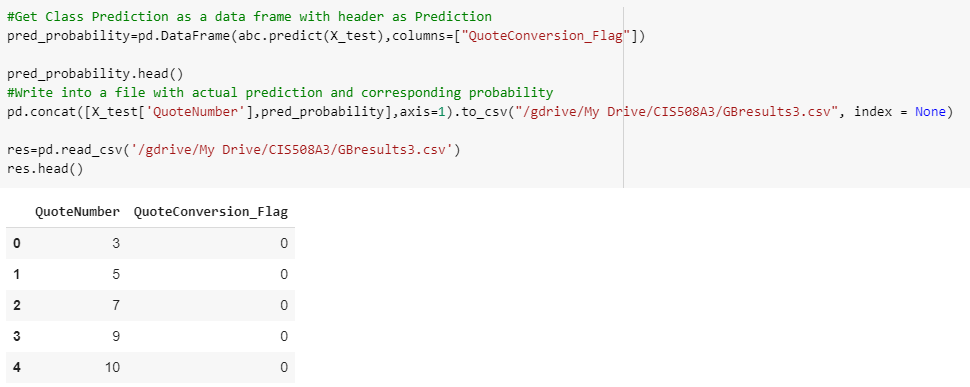 #Get Class Prediction as a data frame with header as Prediction
pred_probability=pd.DataFrame(abc.predict(X_test),columns=["QuoteConversion_Flag"])
pred_probability.head()
#Write into a file with actual prediction and corresponding probability
pd.concat([X_test['QuoteNumber'],pred_probability],axis=1).to_csv("/gdrive/My Drive/CIS508A3/GBresults3.csv", index = None)
res=pd.read_csv('/gdrive/My Drive/CIS508A3/GBresults3.csv')
res.head()
QuoteNumber QuoteConversion_Flag
0 3 0
1 5 0
2 7 0
3 9 0
4 10 0